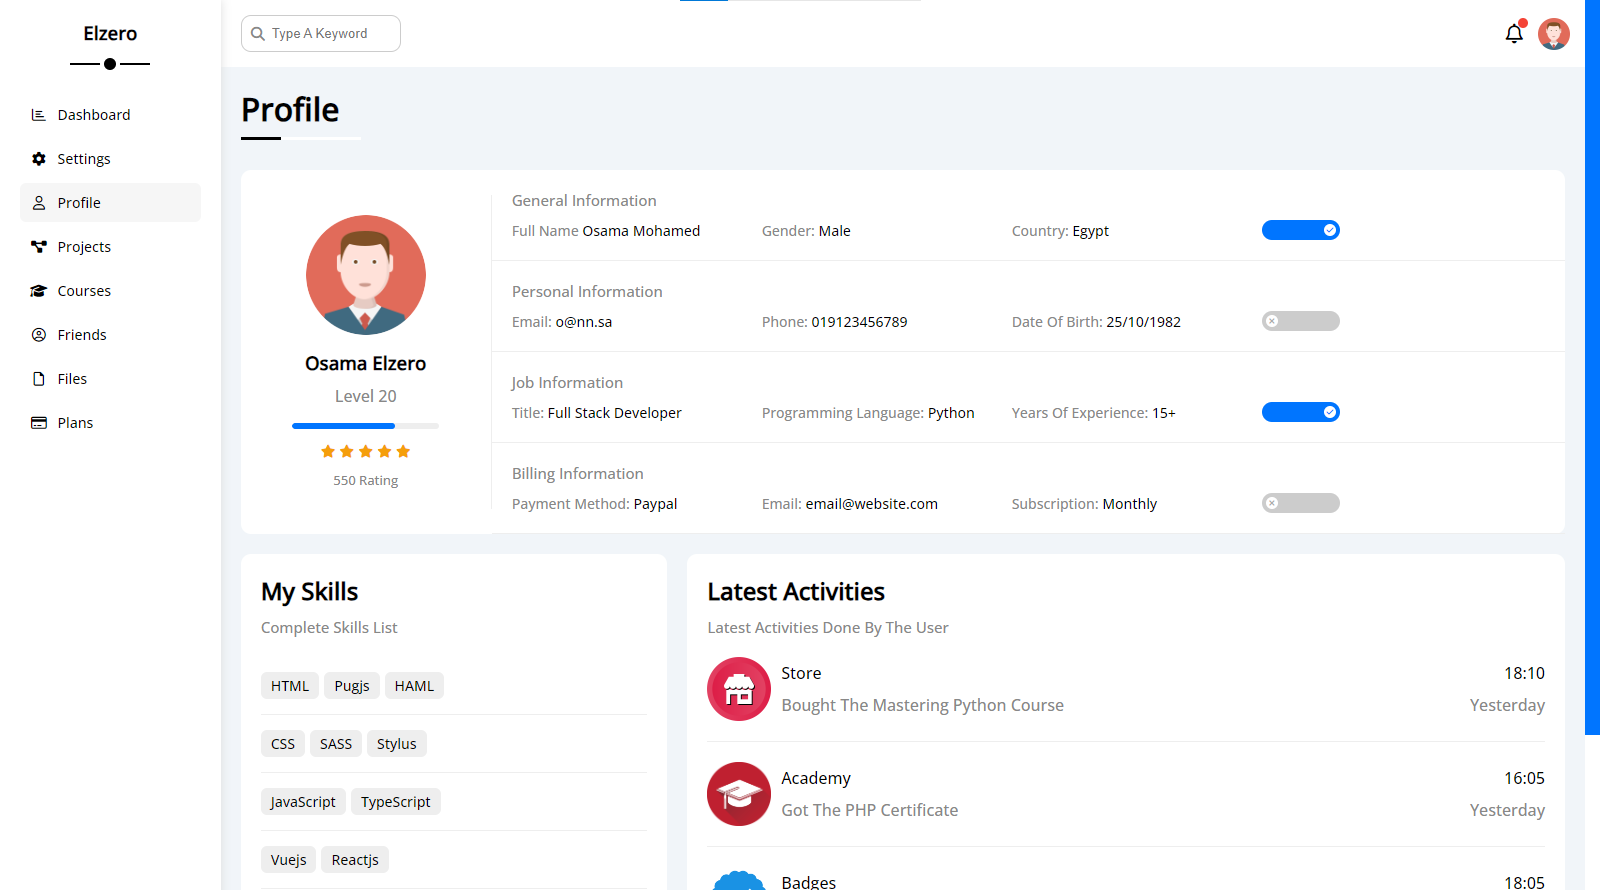 Elzero
Type A Keyword
Dashboard
Settings
Profile
Projects
Courses
Friends
Files
Plans
Profile
Osama Elzero
Level 20
550 Rating
General Information
Full Name Osama Mohamed Gender: Male Country: Egypt
Personal Information
Email: o@nn.sa Phone: 019123456789 Date Of Birth: 25/10/1982
Job Information
Title: Full Stack Developer Programming Language: Python Years Of Experience: 15+
Billing Information
Payment Method: Paypal Email: email@website.com Subscription: Monthly
My Skills
Complete Skills List
HTML Pugjs HAML
CSS SASS Stylus
JavaScript TypeScript
Vuejs Reactjs
Latest Activities
Latest Activities Done By The User
Store 18:10
Bought The Mastering Python Course Yesterday
Academy 16:05
Got The PHP Certificate Yesterday
Badges 18:05